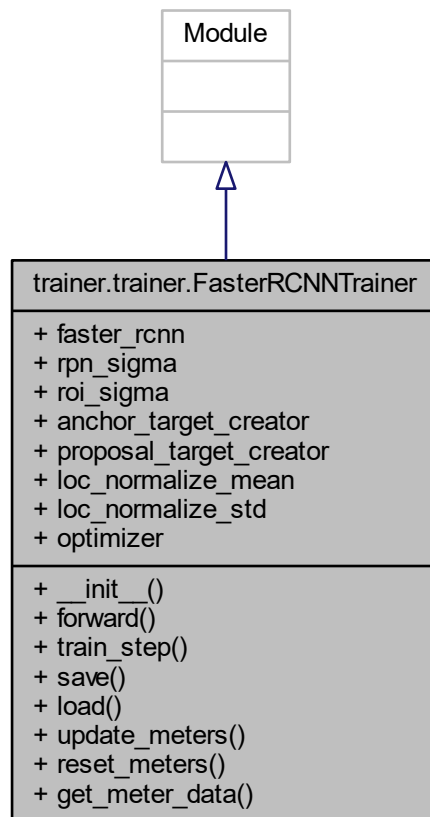 Module
trainer.trainer.FasterRCNNTrainer
+ faster_rcnn
+ rpn_sigma
+ roi_sigma
+ anchor_target_creator
+ proposal_target_creator
+ loc_normalize_mean
+ loc_normalize_std
+ optimizer
+ __init__()
+ forward()
+ train_step()
+ save()
+ load()
+ update_meters()
+ reset_meters()
+ get_meter_data()